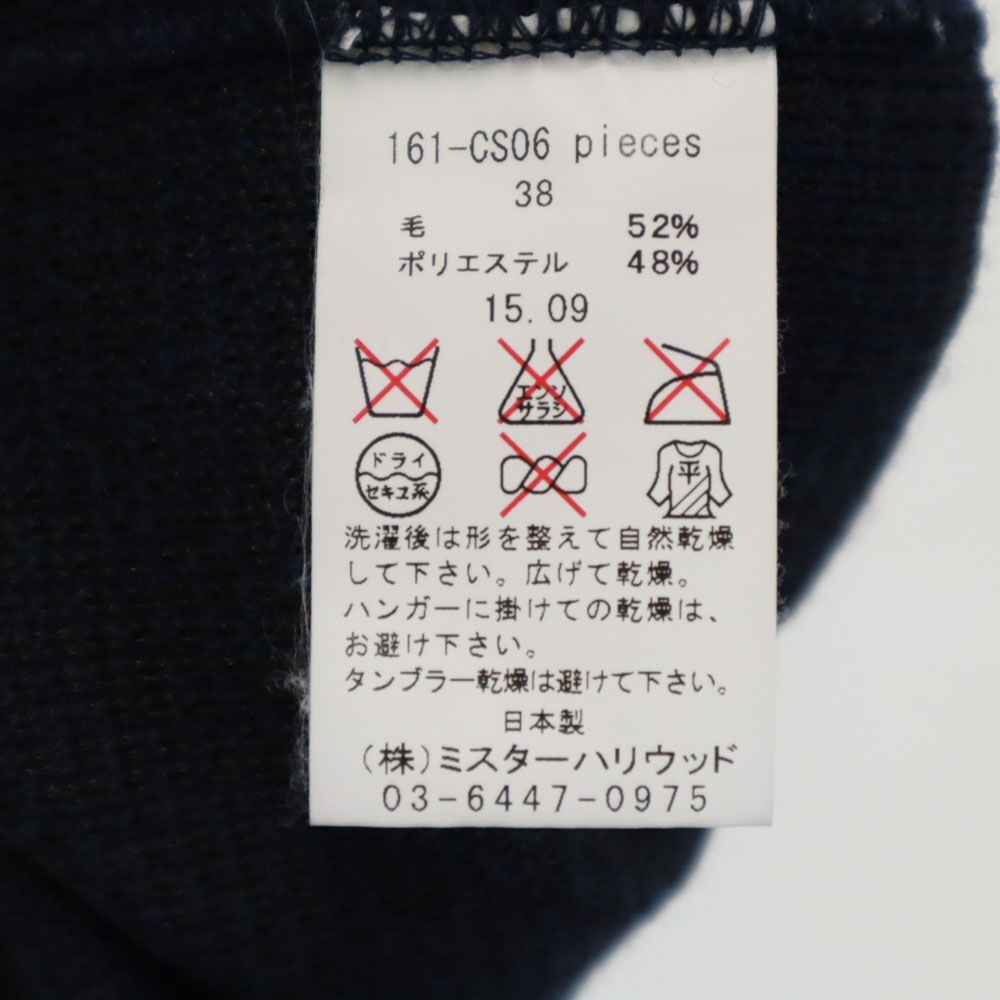 161-CS06 pieces
38
毛 52%
ポリエステル 48%
15.09
エンソ
サラシ
ドライ
セキユ系
平
洗濯後は形を整えて自然乾燥
して下さい。広げて乾燥。
ハンガーに掛けての乾燥は、
お避け下さい。
タンブラー乾燥は避けて下さい。
日本製
(株)ミスターハリウッド
03-6447-0975